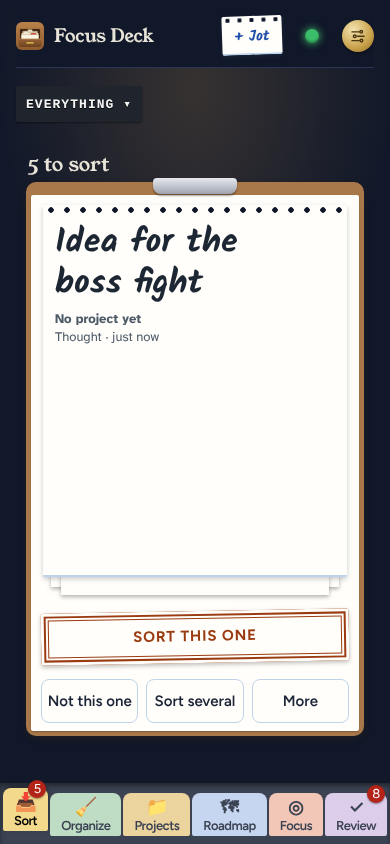 Focus Deck
+ Jot
EVERYTHING ▾
5 to sort
Idea for the
boss fight
No project yet
Thought · just now
SORT THIS ONE
Not this one
Sort several
More
5
8
Sort
Organize
Projects
Roadmap
Focus
Review